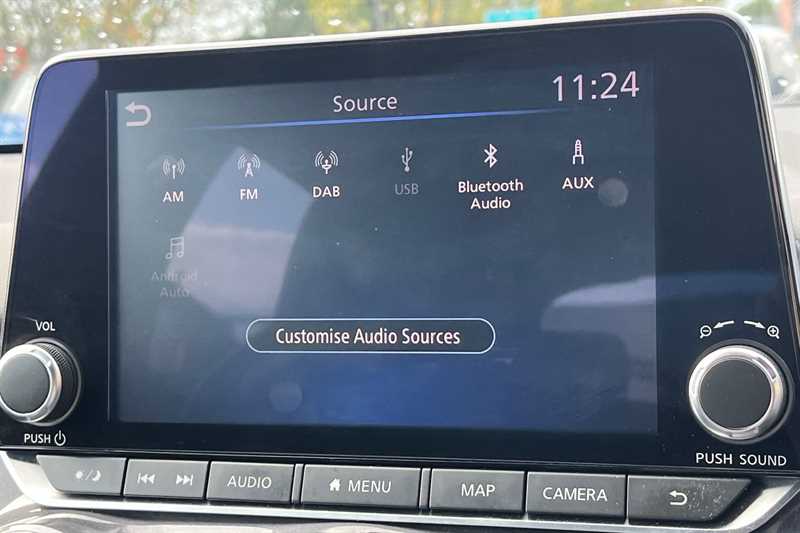 Source
11:24
AM
FM
DAB
USB
Bluetooth
Audio
AUX
Android
Auto
Customise Audio Sources
VOL
PUSH
PUSH SOUND
AUDIO
MENU
MAP
CAMERA